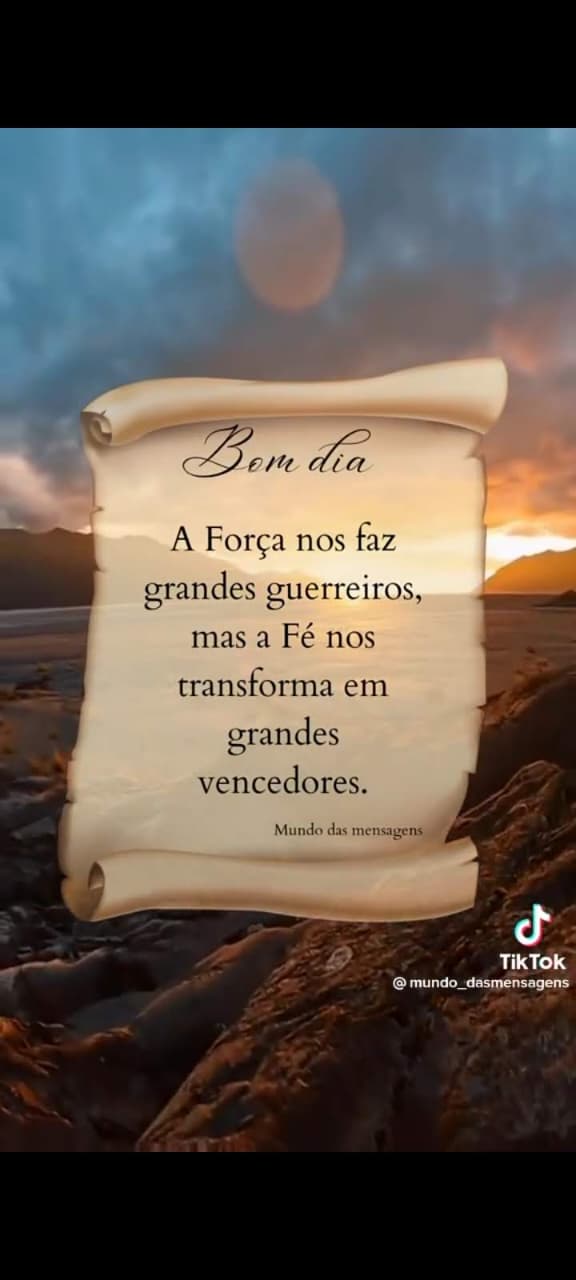 Bom dia
A Força nos faz
grandes guerreiros,
mas a Fé nos
transforma em
grandes
vencedores.
Mundo das mensagens
TikTok
@mundo_dasmensagens